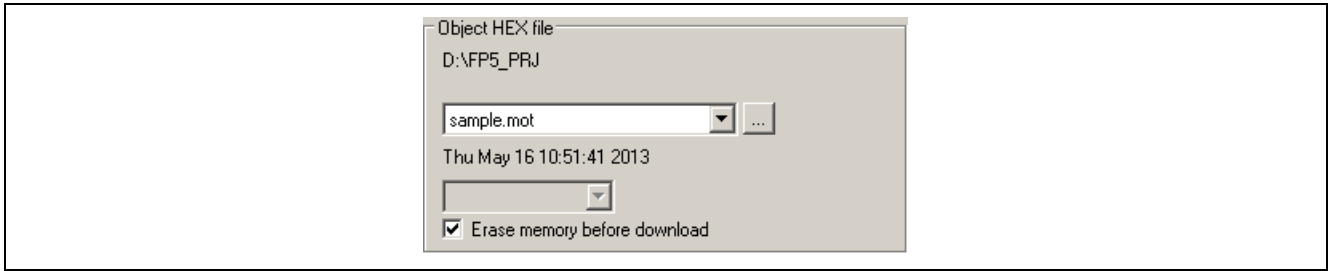 Object HEX file
D:\FP5_PRJ
sample.mot
...
Thu May 16 10:51:41 2013
Erase memory before download